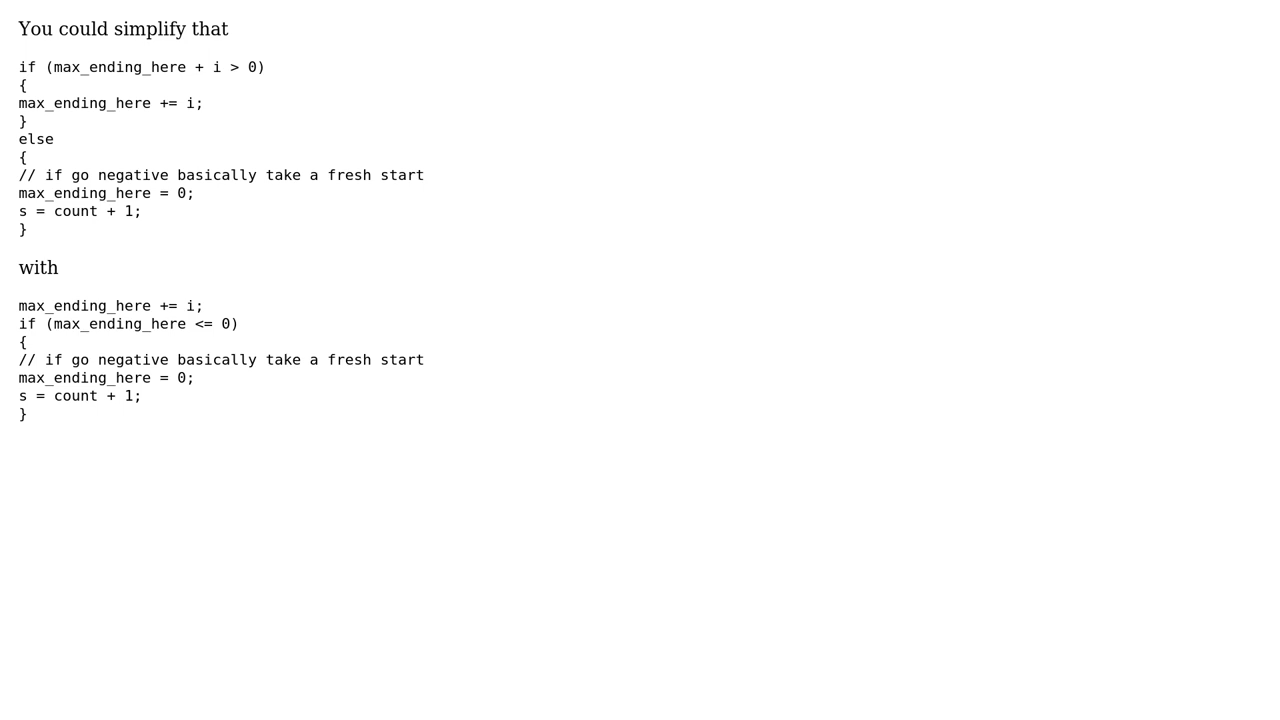 You could simplify that
if (max_ending_here + i > 0)
{
max_ending_here += i;
}
else
{
// if go negative basically take a fresh start
max_ending_here = 0;
s = count + 1;
}
with
max_ending_here += i;
if (max_ending_here <= 0)
{
// if go negative basically take a fresh start
max_ending_here = 0;
s = count + 1;
}